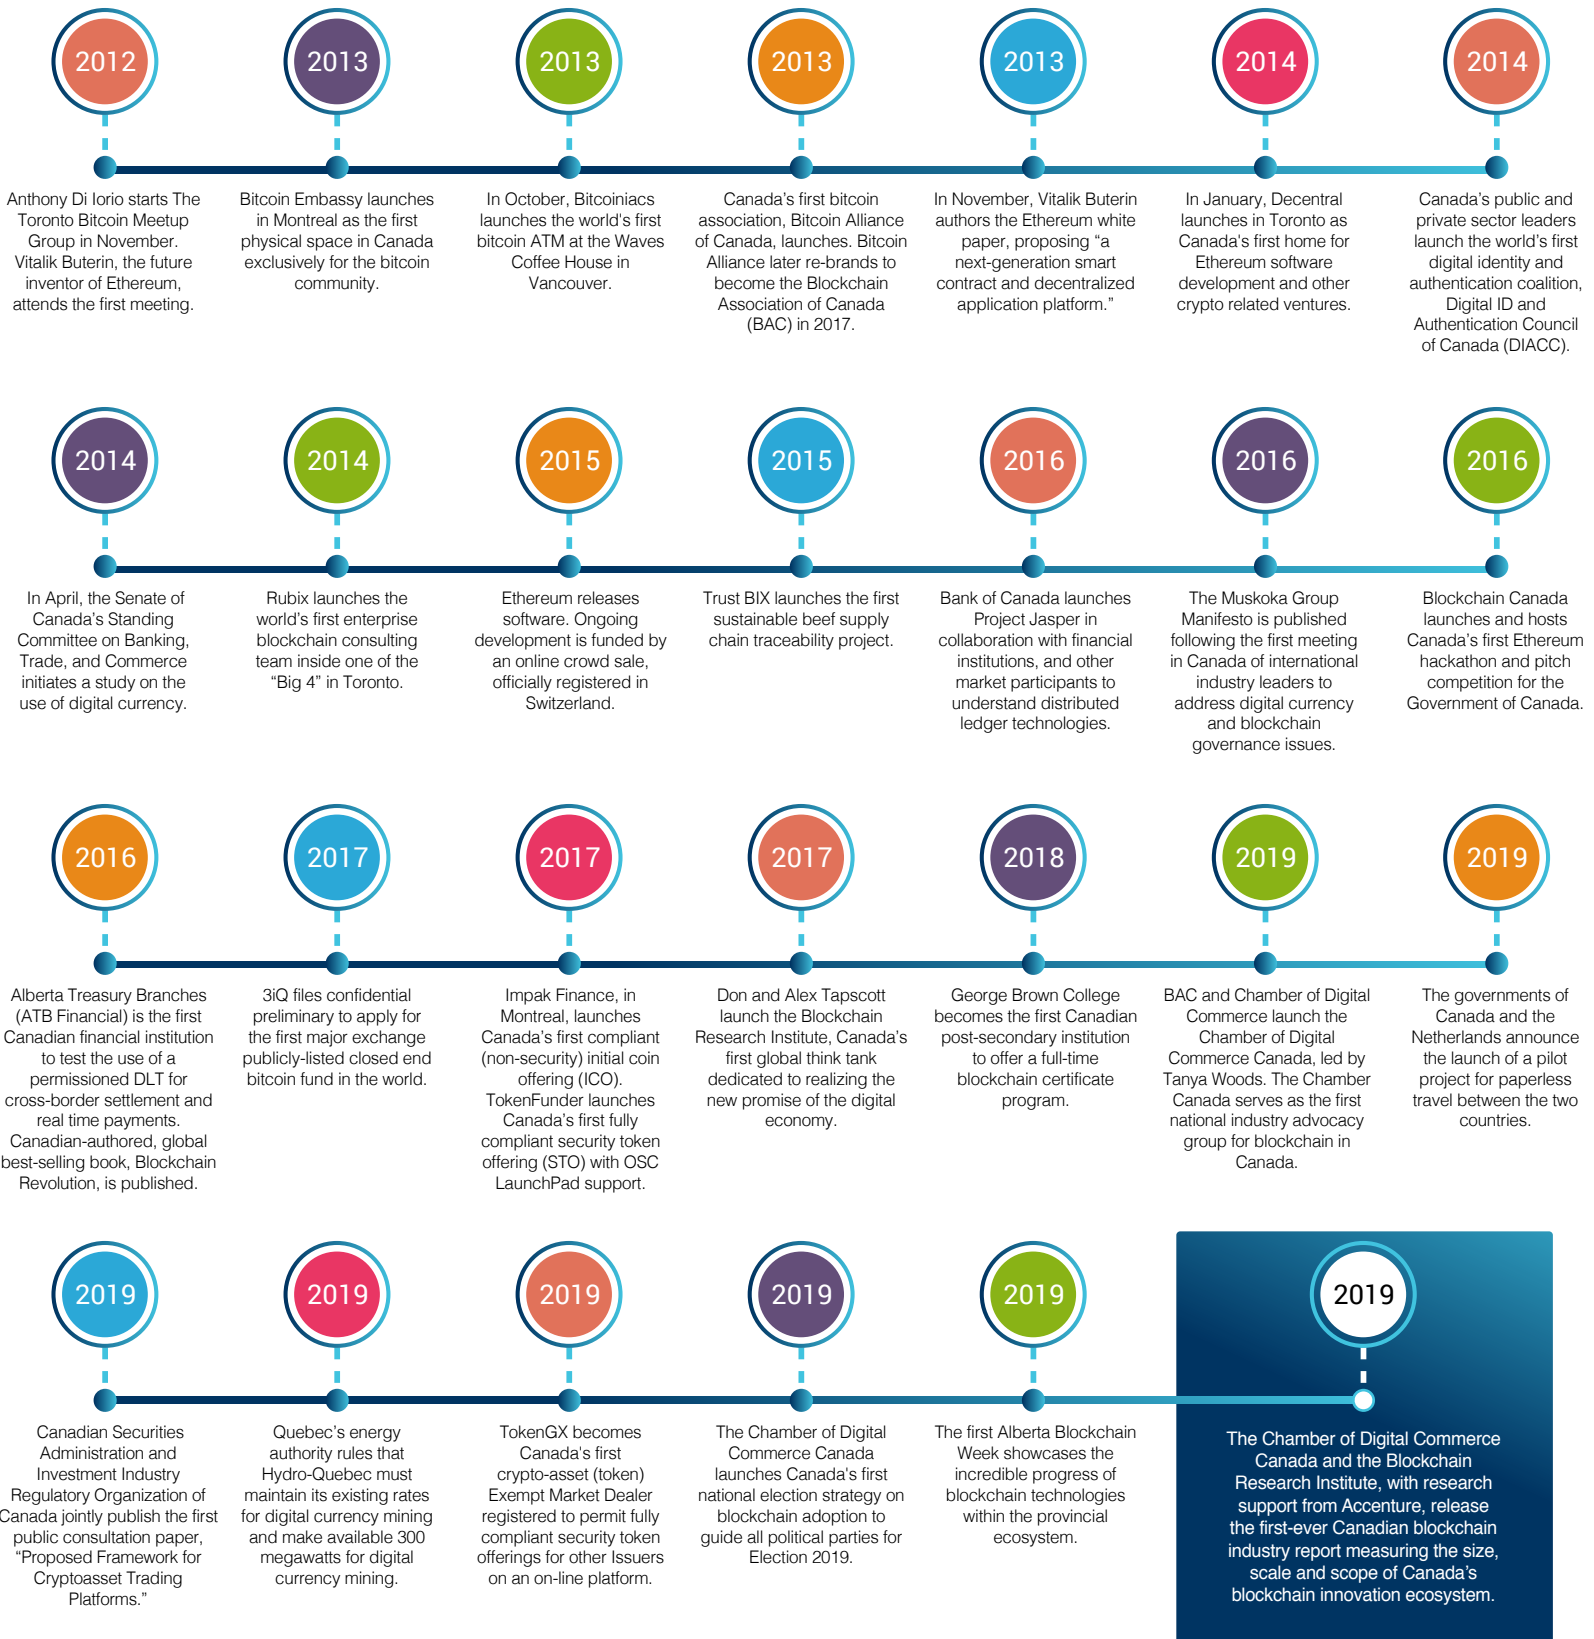 2012
2013
2013
2013
2013
2014
2014
Anthony Di Iorio starts The
Toronto Bitcoin Meetup
Group in November.
Vitalik Buterin, the future
inventor of Ethereum,
attends the first meeting.
Bitcoin Embassy launches
in Montreal as the first
physical space in Canada
exclusively for the bitcoin
community.
In October, Bitcoiniacs
launches the world's first
bitcoin ATM at the Waves
Coffee House in
Vancouver.
Canada’s first bitcoin
association, Bitcoin Alliance
of Canada, launches. Bitcoin
Alliance later re-brands to
become the Blockchain
Association of Canada
(BAC) in 2017.
In November, Vitalik Buterin
authors the Ethereum white
paper, proposing “a
next-generation smart
contract and decentralized
application platform.”
In January, Decentral
launches in Toronto as
Canada's first home for
Ethereum software
development and other
crypto related ventures.
Canada’s public and
private sector leaders
launch the world’s first
digital identity and
authentication coalition,
Digital ID and
Authentication Council
of Canada (DIACC).
2014
2014
2015
2015
2016
2016
2016
In April, the Senate of
Canada’s Standing
Committee on Banking,
Trade, and Commerce
initiates a study on the
use of digital currency.
Rubix launches the
world’s first enterprise
blockchain consulting
team inside one of the
“Big 4” in Toronto.
Ethereum releases
software. Ongoing
development is funded by
an online crowd sale,
officially registered in
Switzerland.
Trust BIX launches the first
sustainable beef supply
chain traceability project.
Bank of Canada launches
Project Jasper in
collaboration with financial
institutions, and other
market participants to
understand distributed
ledger technologies.
The Muskoka Group
Manifesto is published
following the first meeting
in Canada of international
industry leaders to
address digital currency
and blockchain
governance issues.
Blockchain Canada
launches and hosts
Canada’s first Ethereum
hackathon and pitch
competition for the
Government of Canada.
2016
2017
2017
2017
2018
2019
2019
Alberta Treasury Branches
(ATB Financial) is the first
Canadian financial institution
to test the use of a
permissioned DLT for
cross-border settlement and
real time payments.
Canadian-authored, global
best-selling book, Blockchain
Revolution, is published.
3iQ files confidential
preliminary to apply for
the first major exchange
publicly-listed closed end
bitcoin fund in the world.
Impak Finance, in
Montreal, launches
Canada’s first compliant
(non-security) initial coin
offering (ICO).
TokenFunder launches
Canada’s first fully
compliant security token
offering (STO) with OSC
LaunchPad support.
Don and Alex Tapscott
launch the Blockchain
Research Institute, Canada’s
first global think tank
dedicated to realizing the
new promise of the digital
economy.
George Brown College
becomes the first Canadian
post-secondary institution
to offer a full-time
blockchain certificate
program.
BAC and Chamber of Digital
Commerce launch the
Chamber of Digital
Commerce Canada, led by
Tanya Woods. The Chamber
Canada serves as the first
national industry advocacy
group for blockchain in
Canada.
The governments of
Canada and the
Netherlands announce
the launch of a pilot
project for paperless
travel between the two
countries.
2019
2019
2019
2019
2019
2019
Canadian Securities
Administration and
Investment Industry
Regulatory Organization of
Canada jointly publish the first
public consultation paper,
“Proposed Framework for
Cryptoasset Trading
Platforms.”
Quebec’s energy
authority rules that
Hydro-Quebec must
maintain its existing rates
for digital currency mining
and make available 300
megawatts for digital
currency mining.
TokenGX becomes
Canada's first
crypto-asset (token)
Exempt Market Dealer
registered to permit fully
compliant security token
offerings for other Issuers
on an on-line platform.
The Chamber of Digital
Commerce Canada
launches Canada's first
national election strategy on
blockchain adoption to
guide all political parties for
Election 2019.
The first Alberta Blockchain
Week showcases the
incredible progress of
blockchain technologies
within the provincial
ecosystem.
The Chamber of Digital Commerce
Canada and the Blockchain
Research Institute, with research
support from Accenture, release
the first-ever Canadian blockchain
industry report measuring the size,
scale and scope of Canada’s
blockchain innovation ecosystem.